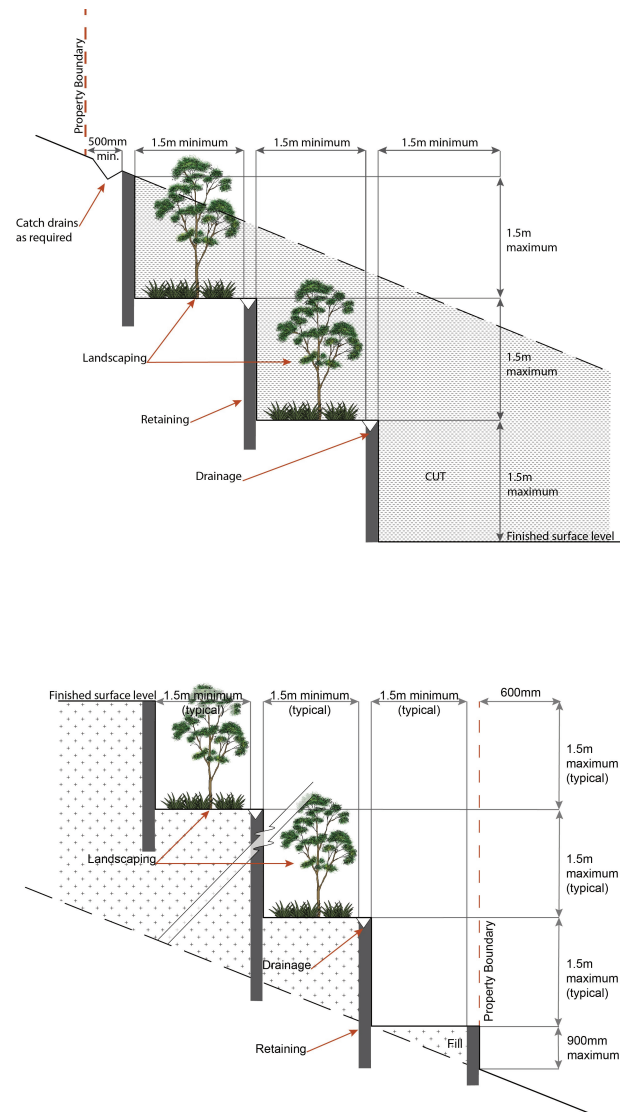 Property Boundary
500mm
min.
1.5m minimum
1.5m minimum
1.5m minimum
Catch drains
as required
1.5m
maximum
Landscaping
1.5m
maximum
Retaining
Drainage
CUT
1.5m
maximum
Finished surface level
Finished surface level
1.5m minimum
(typical)
1.5m minimum
(typical)
1.5m minimum
(typical)
600mm
1.5m
maximum
(typical)
Landscaping
1.5m
maximum
(typical)
Drainage
Property Boundary
1.5m
maximum
(typical)
Retaining
Fill
900mm
maximum